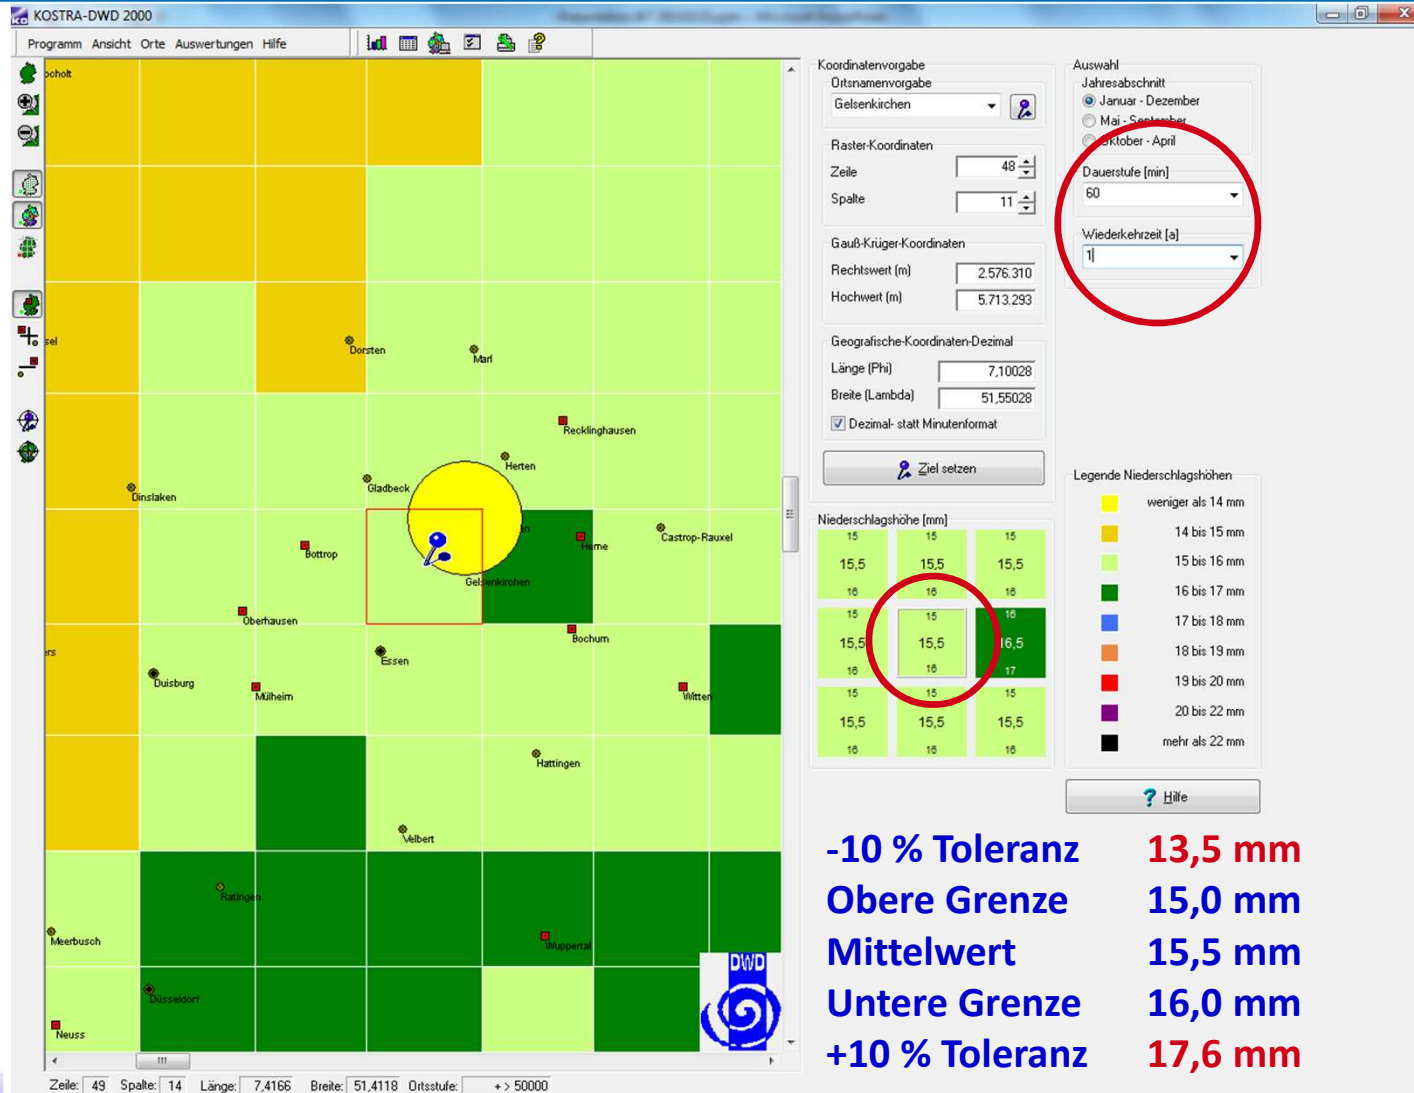 KOSTRA-DWD 2000
Programm Ansicht Orte Auswertungen Hilfe
ocholt
sel
Dorsten
Marl
Recklinghausen
Herten
Gladbeck
Dinslaken
Bottrop
Herne
Castrop-Rauxel
Gelsenkirchen
Oberhausen
ers
Bochum
Essen
Duisburg
Mülheim
Witten
Hattingen
Velbert
Ratingen
Meerbusch
Wuppertal
Düsseldorf
Neuss
DWD
Zeile: 49 Spalte: 14 Länge: 7,4166 Breite: 51,4118 Ortsstufe: + > 50000
Koordinatenvorgabe
Ortsnamenvorgabe
Gelsenkirchen
Raster-Koordinaten
Zeile 48
Spalte 11
Gauß-Krüger-Koordinaten
Rechtswert (m) 2.576.310
Hochwert (m) 5.713.293
Geografische-Koordinaten-Dezimal
Länge (Phi) 7,10028
Breite (Lambda) 51,55028
Dezimal- statt Minutenformat
Ziel setzen
Niederschlagshöhe [mm]
15 15 15
15,5 15,5 15,5
16 16 16
15 15 16
15,5 15,5 16,5
16 16 17
15 15 15
15,5 15,5 15,5
16 16 16
Auswahl
Jahresabschnitt
Januar - Dezember
Mai - September
Oktober - April
Dauerstufe [min]
60
Wiederkehrzeit [a]
1
Legende Niederschlagshöhen
weniger als 14 mm
14 bis 15 mm
15 bis 16 mm
16 bis 17 mm
17 bis 18 mm
18 bis 19 mm
19 bis 20 mm
20 bis 22 mm
mehr als 22 mm
Hilfe
-10 % Toleranz 13,5 mm
Obere Grenze 15,0 mm
Mittelwert 15,5 mm
Untere Grenze 16,0 mm
+10 % Toleranz 17,6 mm